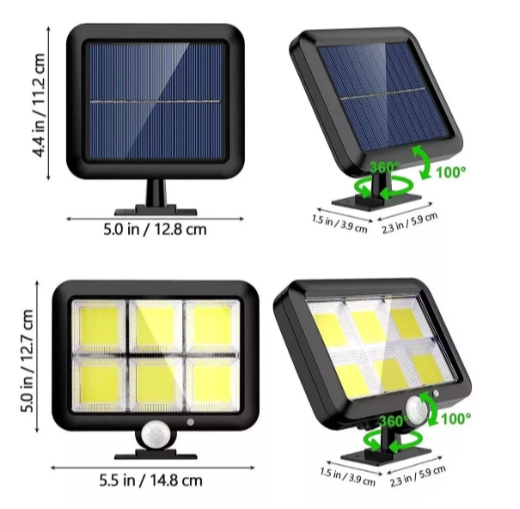 4.4 in / 11.2 cm
5.0 in / 12.8 cm
360°
100°
1.5 in / 3.9 cm
2.3 in / 5.9 cm
5.0 in / 12.7 cm
5.5 in / 14.8 cm
360°
100°
1.5 in / 3.9 cm
2.3 in / 5.9 cm